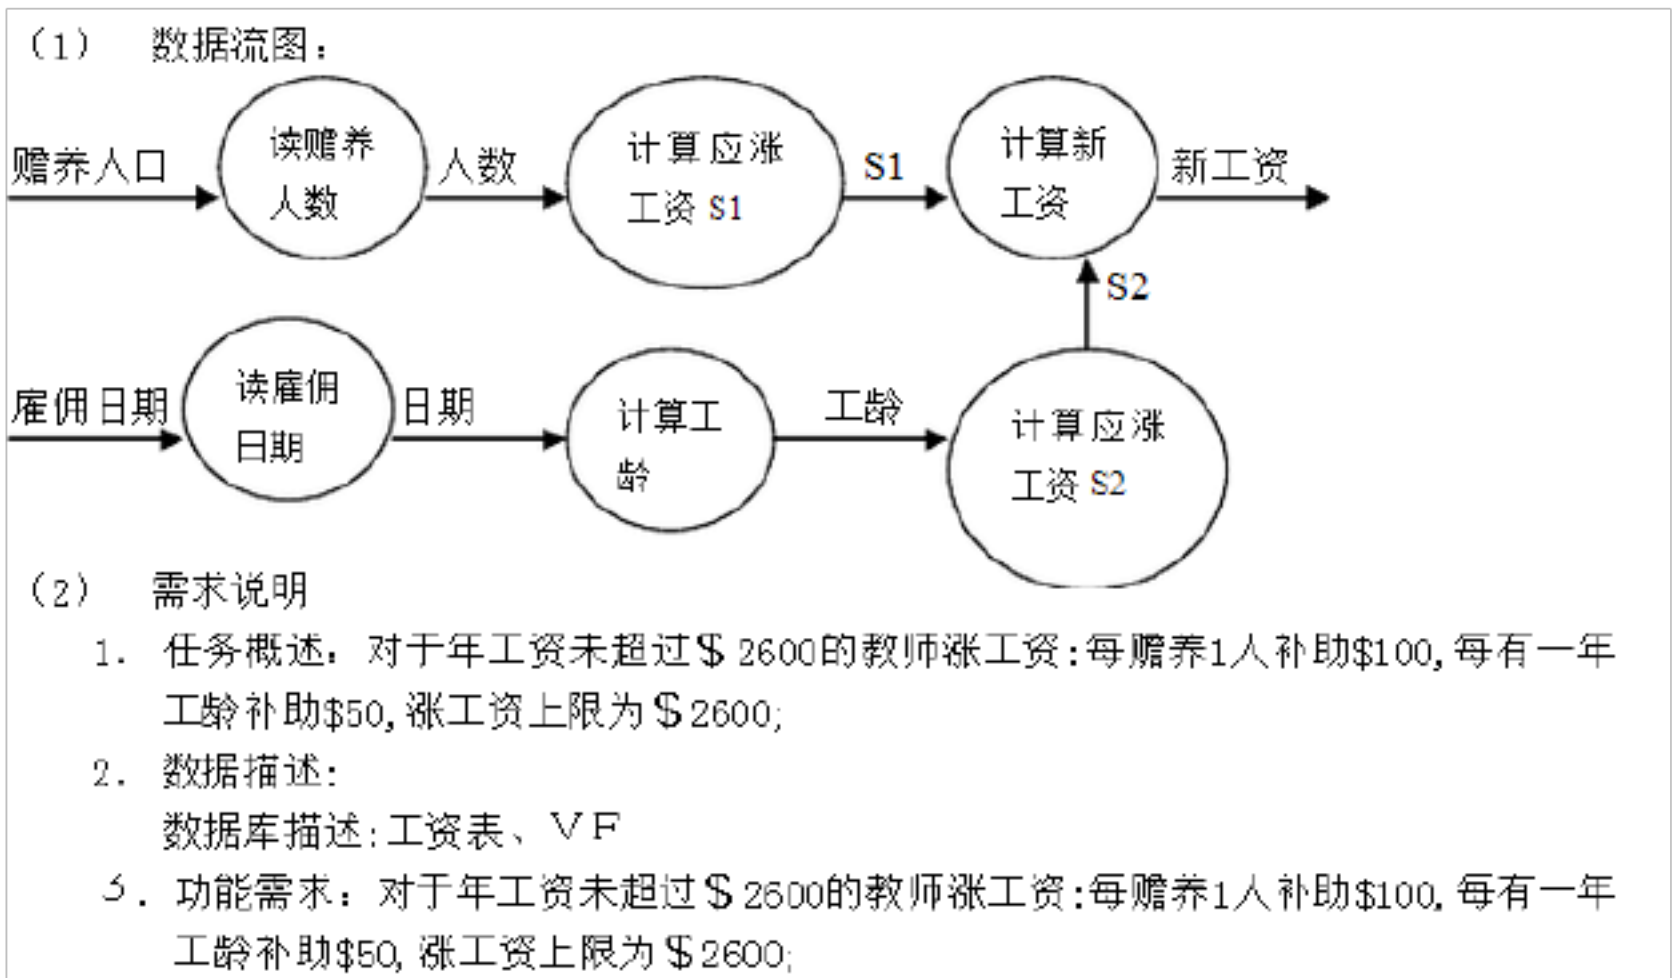 (1) 数据流图：
赡养人口
读赡养
人数
人数
计算应涨
工资 S1
S1
计算新
工资
新工资
S2
雇佣日期
读雇佣
日期
日期
计算工
龄
工龄
计算应涨
工资 S2
(2) 需求说明
1. 任务概述：对于年工资未超过＄2600的教师涨工资:每赡养1人补助$100,每有一年
工龄补助$50,涨工资上限为＄2600;
2. 数据描述:
数据库描述:工资表、ＶＦ
3. 功能需求：对于年工资未超过＄2600的教师涨工资:每赡养1人补助$100,每有一年
工龄补助$50,涨工资上限为＄2600;